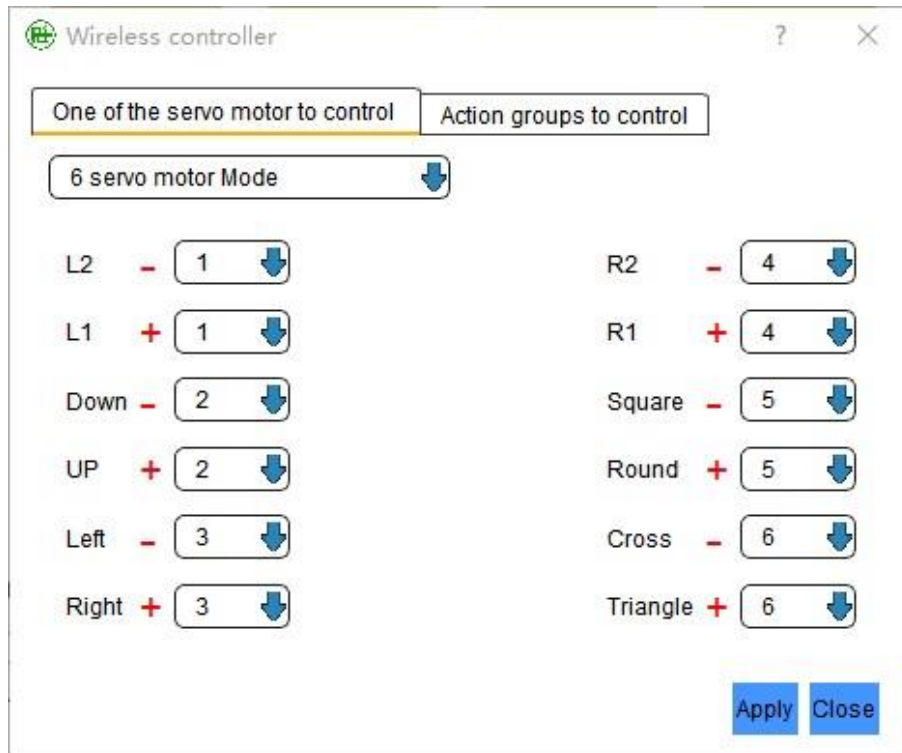 Wireless controller ?
One of the servo motor to control Action groups to control
6 servo motor Mode
L2 - 1 R2 - 4
L1 + 1 R1 + 4
Down - 2 Square - 5
UP + 2 Round + 5
Left - 3 Cross - 6
Right + 3 Triangle + 6
Apply Close